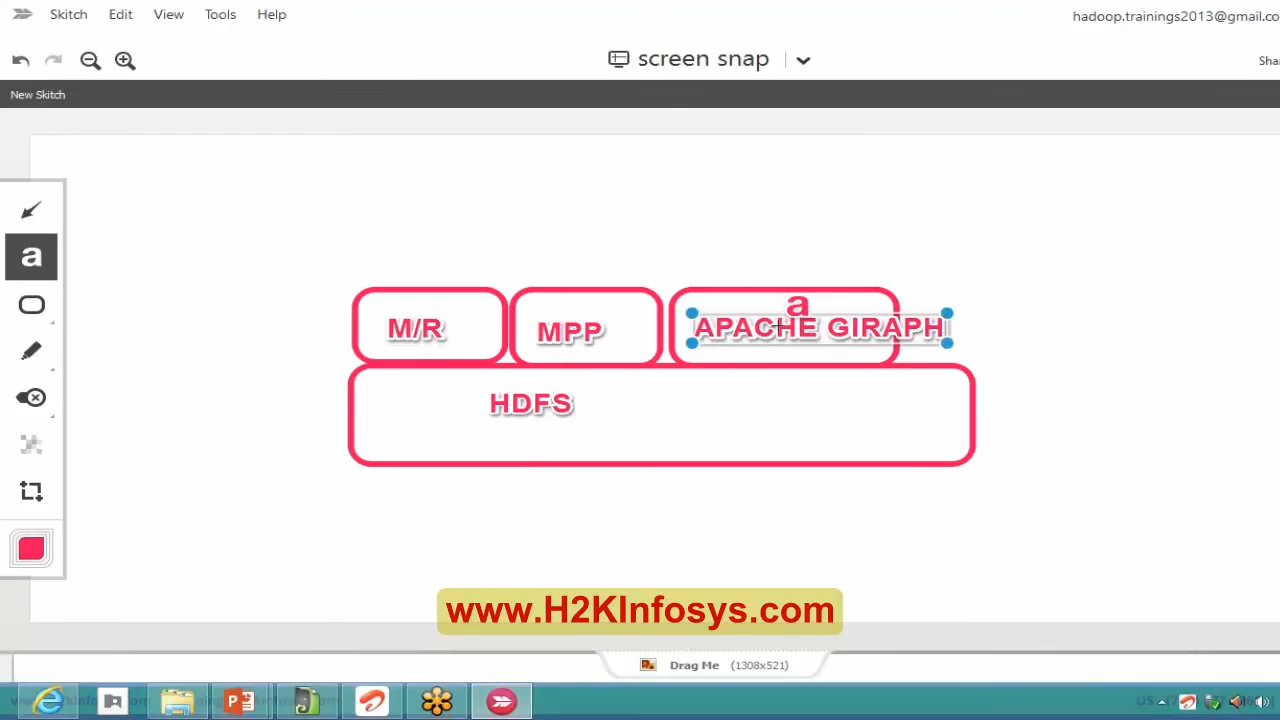 Skitch Edit View Tools Help
hadoop.trainings2013@gmail.co
screen snap
Sha
New Skitch
a
a
M/R
MPP
APACHE GIRAPH
HDFS
www.H2KInfosys.com
Drag Me (1308x521)